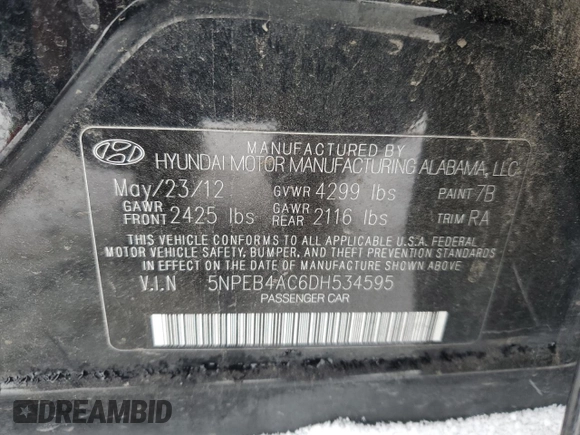 MANUFACTURED BY
HYUNDAI MOTOR MANUFACTURING ALABAMA, LLC
May/23/12 GVWR 4299 lbs PAINT 7B
GAWR FRONT 2425 lbs GAWR REAR 2116 lbs TRIM RA
THIS VEHICLE CONFORMS TO ALL APPLICABLE U.S.A. FEDERAL
MOTOR VEHICLE SAFETY, BUMPER, AND THEFT PREVENTION STANDARDS
IN EFFECT ON THE DATE OF MANUFACTURE SHOWN ABOVE.
V.I.N 5NPEB4AC6DH534595
PASSENGER CAR
DREAMBID